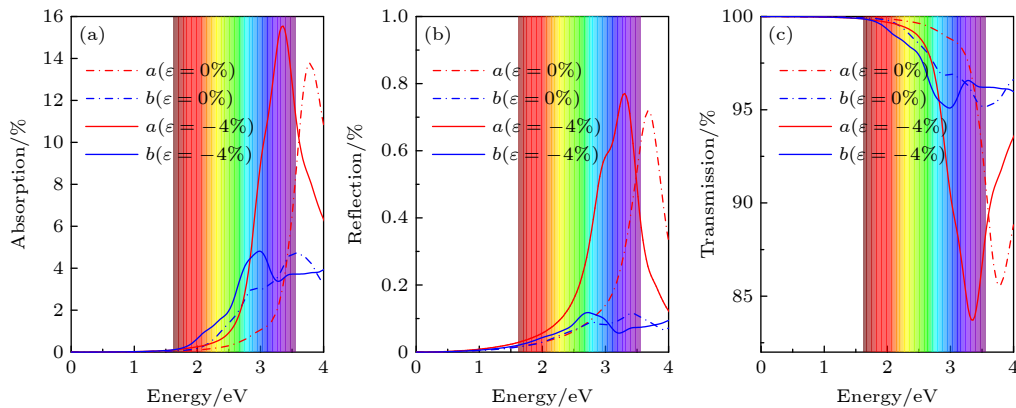 (a)
a(ε = 0%)
b(ε = 0%)
a(ε = −4%)
b(ε = −4%)
Absorption/%
16
14
12
10
8
6
4
2
0
0 1 2 3 4
Energy/eV
(b)
a(ε = 0%)
b(ε = 0%)
a(ε = −4%)
b(ε = −4%)
Reflection/%
1.0
0.8
0.6
0.4
0.2
0
0 1 2 3 4
Energy/eV
(c)
a(ε = 0%)
b(ε = 0%)
a(ε = −4%)
b(ε = −4%)
Transmission/%
100
95
90
85
0 1 2 3 4
Energy/eV